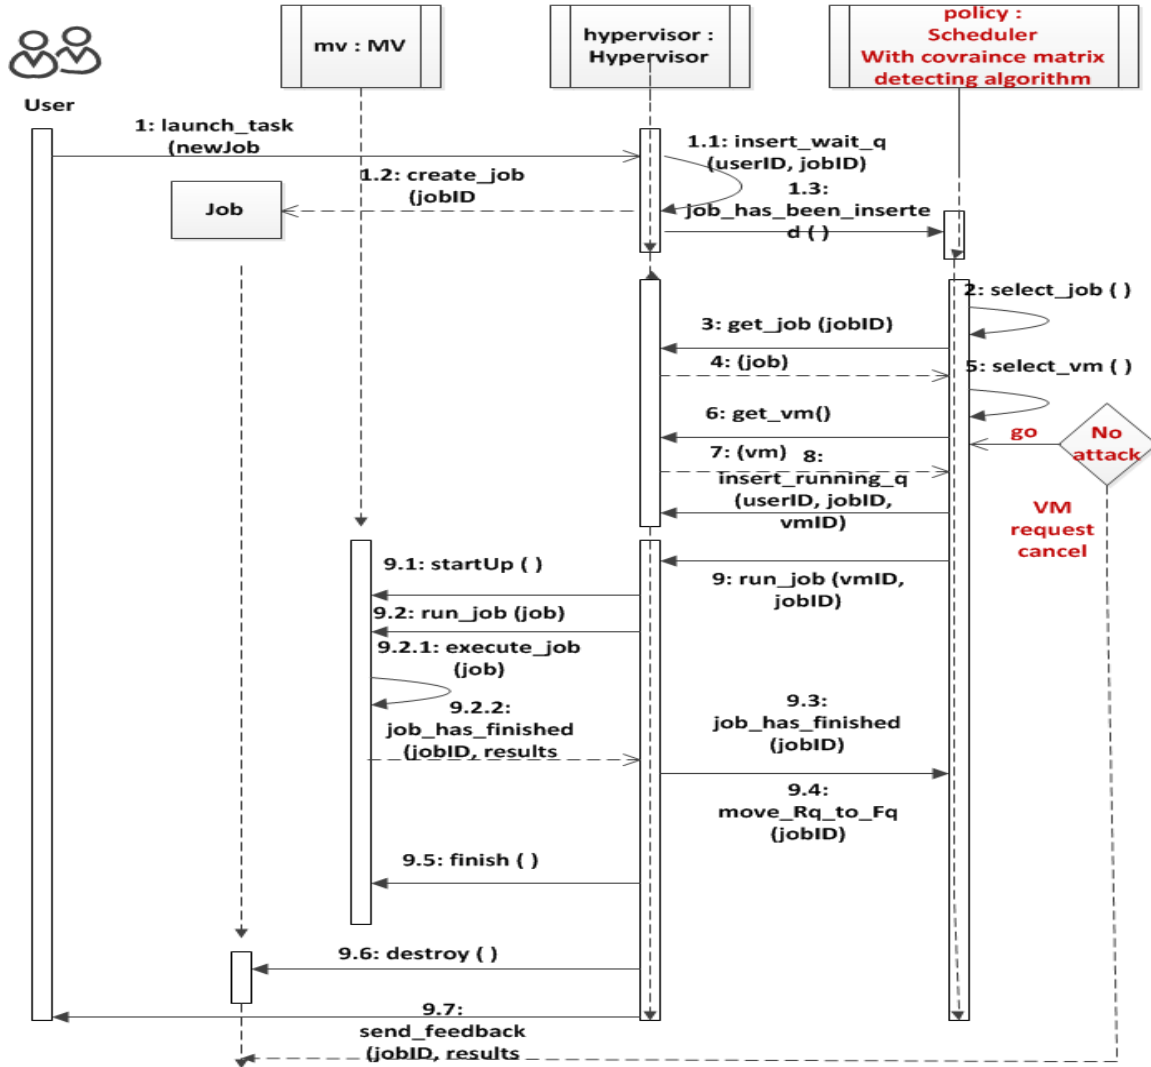 mv : MV
hypervisor :
Hypervisor
policy :
Scheduler
With covraince matrix
detecting algorithm
User
1: launch_task
(newJob
1.1: insert_wait_q
(userID, jobID)
1.2: create_job
(jobID
1.3:
job_has_been_inserte
d ( )
Job
2: select_job ( )
3: get_job (jobID)
4: (job)
5: select_vm ( )
6: get_vm()
go
No
attack
7: (vm)
8:
insert_running_q
(userID, jobID,
vmID)
VM
request
cancel
9: run_job (vmID,
jobID)
9.1: startUp ( )
9.2: run_job (job)
9.2.1: execute_job
(job)
9.2.2:
job_has_finished
(jobID, results
9.3:
job_has_finished
(jobID)
9.4:
move_Rq_to_Fq
(jobID)
9.5: finish ( )
9.6: destroy ( )
9.7:
send_feedback
(jobID, results